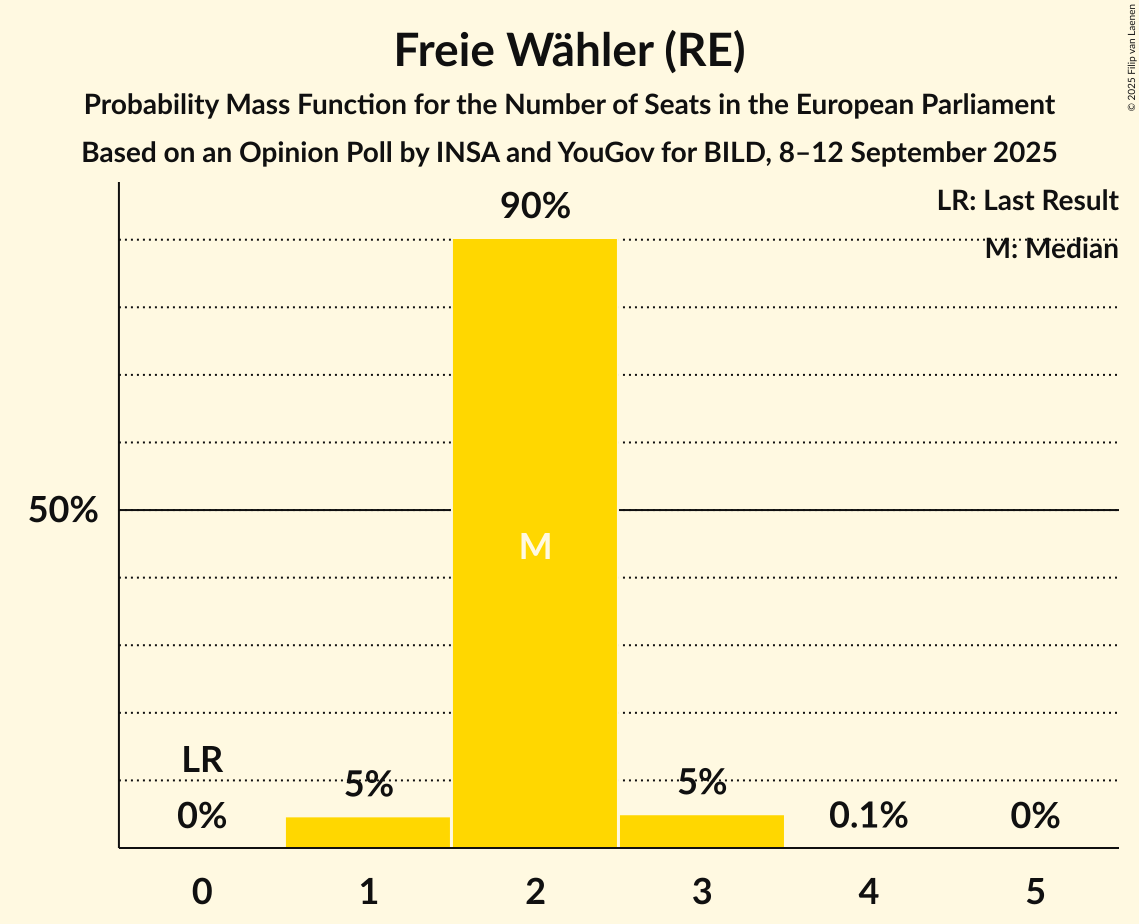 Freie Wähler (RE)
Probability Mass Function for the Number of Seats in the European Parliament
Based on an Opinion Poll by INSA and YouGov for BILD, 8–12 September 2025
© 2025 Filip van Laenen
LR: Last Result
M: Median
90%
50%
M
LR
0%
5%
5%
0.1%
0%
0 1 2 3 4 5